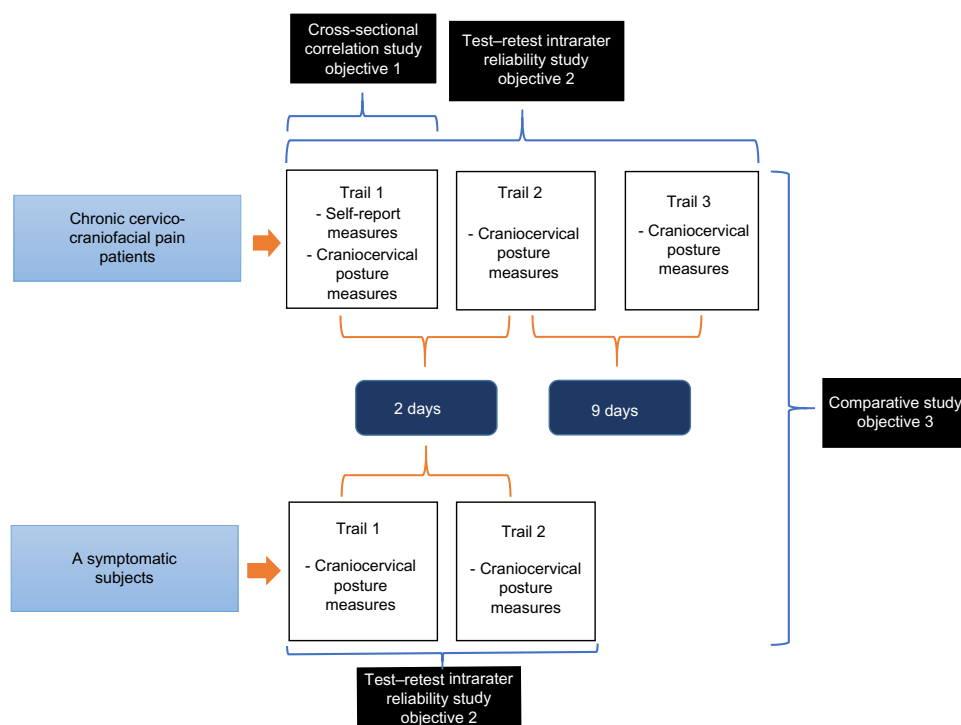 Cross-sectional
correlation study
objective 1
Test–retest intrarater
reliability study
objective 2
Chronic cervico-
craniofacial pain
patients
Trail 1
- Self-report
measures
- Craniocervical
posture
measures
Trail 2
- Craniocervical
posture
measures
Trail 3
- Craniocervical
posture
measures
2 days
9 days
Comparative study
objective 3
A symptomatic
subjects
Trail 1
- Craniocervical
posture
measures
Trail 2
- Craniocervical
posture
measures
Test–retest intrarater
reliability study
objective 2